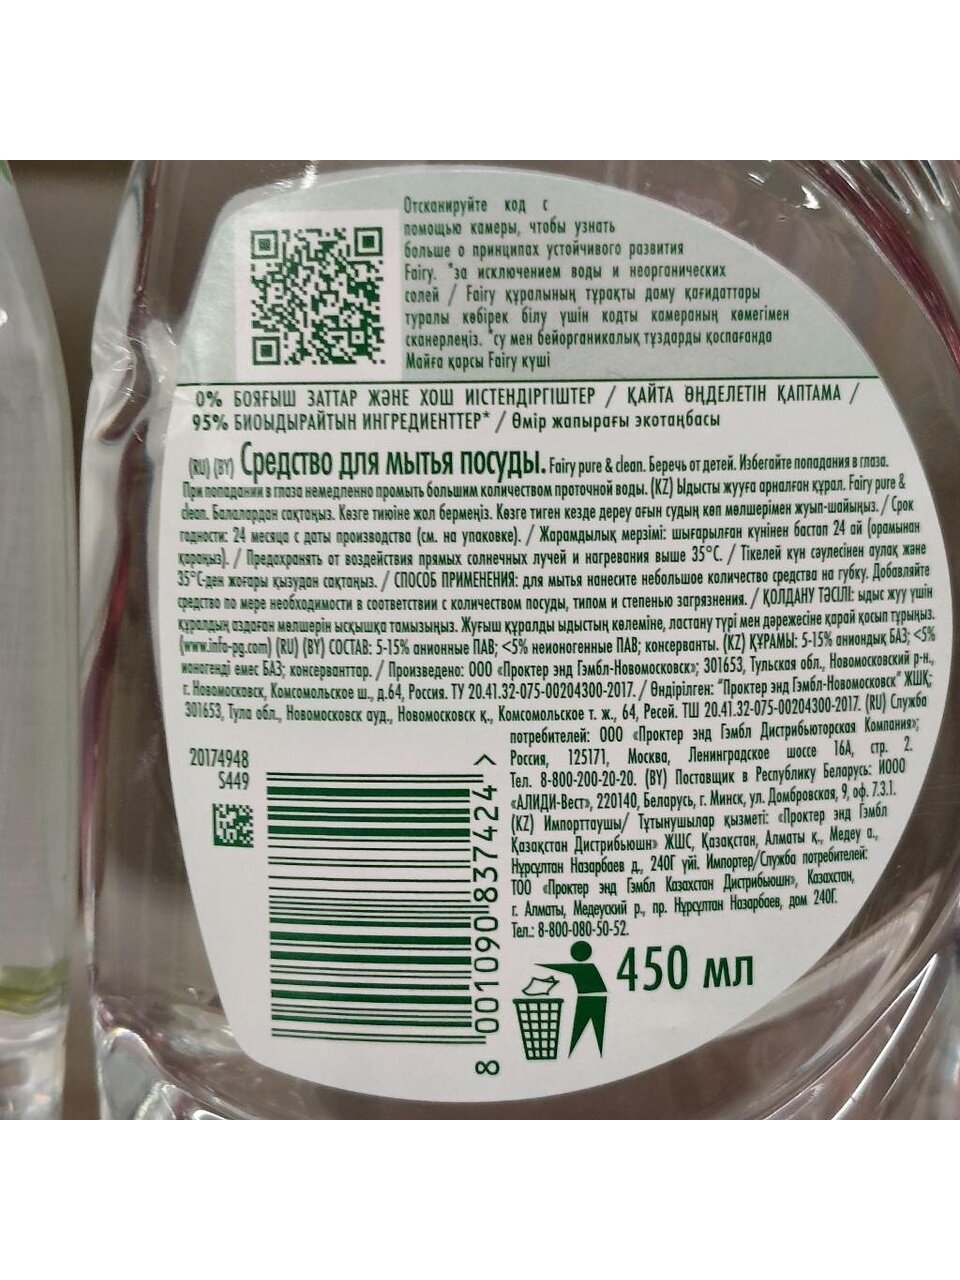 Отсканируйте код с
помощью камеры, чтобы узнать
больше о принципах устойчивого развития
Fairy. *за исключением воды и неорганических
солей / Fairy құралының тұрақты даму қағидаттары
туралы көбірек білу үшін кодты камераның көмегімен
сканерлеңіз. *су мен бейорганикалық тұздарды қоспағанда
Майға қарсы Fairy күші
0% БОЯҒЫШ ЗАТТАР ЖӘНЕ ХОШ ИІСТЕНДІРГІШТЕР / ҚАЙТА ӨҢДЕЛЕТІН ҚАПТАМА /
95% БИОЫДЫРАЙТЫН ИНГРЕДИЕНТТЕР* / Өмір жапырағы экотаңбасы
(RU) (BY) Средство для мытья посуды. Fairy pure & clean. Беречь от детей. Избегайте попадания в глаза.
При попадании в глаза немедленно промыть большим количеством проточной воды. (KZ) Ыдысты жууға арналған құрал. Fairy pure &
clean. Балалардан сақтаңыз. Көзге тиюіне жол бермеңіз. Көзге тиген кезде дереу ағын судың көп мөлшерімен жуып-шайыңыз. / Срок
годности: 24 месяца с даты производства (см. на упаковке). / Жарамдылық мерзімі: шығарылған күнінен бастап 24 ай (орамынан
қараңыз). / Предохранять от воздействия прямых солнечных лучей и нагревания выше 35°C. / Тікелей күн сәулесінен аулақ және
35°C-ден жоғары қызудан сақтаңыз. / СПОСОБ ПРИМЕНЕНИЯ: для мытья нанесите небольшое количество средства на губку. Добавляйте
средство по мере необходимости в соответствии с количеством посуды, типом и степенью загрязнения. / ҚОЛДАНУ ТӘСІЛІ: ыдыс жуу үшін
құралдың аздаған мөлшерін ысқышқа тамызыңыз. Жуғыш құралды ыдыстың көлеміне, ластану түрі мен дәрежесіне қарай қосып тұрыңыз.
(www.info-pg.com) (RU) (BY) СОСТАВ: 5-15% анионные ПАВ; <5% неионогенные ПАВ; консерванты. (KZ) ҚҰРАМЫ: 5-15% аниондық БАЗ; <5%
ионогенді емес БАЗ; консерванттар. / Произведено: ООО «Проктер энд Гэмбл-Новомосковск»; 301653, Тульская обл., Новомосковский р-н.,
г. Новомосковск, Комсомольское ш., д.64, Россия. ТУ 20.41.32-075-00204300-2017. / Өндірілген: "Проктер энд Гэмбл-Новомосковск" ЖШҚ;
301653, Тула обл., Новомосковск ауд., Новомосковск қ., Комсомольское т. ж., 64, Ресей. ТШ 20.41.32-075-00204300-2017. (RU) Служба
потребителей: ООО «Проктер энд Гэмбл Дистрибьюторская Компания»;
Россия, 125171, Москва, Ленинградское шоссе 16А, стр. 2.
Тел. 8-800-200-20-20. (BY) Поставщик в Республику Беларусь: ИООО
«АЛИДИ-Вест», 220140, Беларусь, г. Минск, ул. Домбровская, 9, оф. 7.3.1.
(KZ) Импорттаушы/ Тұтынушылар қызметі: «Проктер энд Гэмбл
Қазақстан Дистрибьюшн» ЖШС, Қазақстан, Алматы қ., Медеу а.,
Нұрсұлтан Назарбаев д., 240Г үйі. Импортер/Служба потребителей:
ТОО «Проктер энд Гэмбл Казахстан Дистрибьюшн», Казахстан,
г. Алматы, Медеуский р., пр. Нұрсұлтан Назарбаев, дом 240Г.
Тел.: 8-800-080-50-52.
20174948
S449
8 001090 837424 >
450 мл